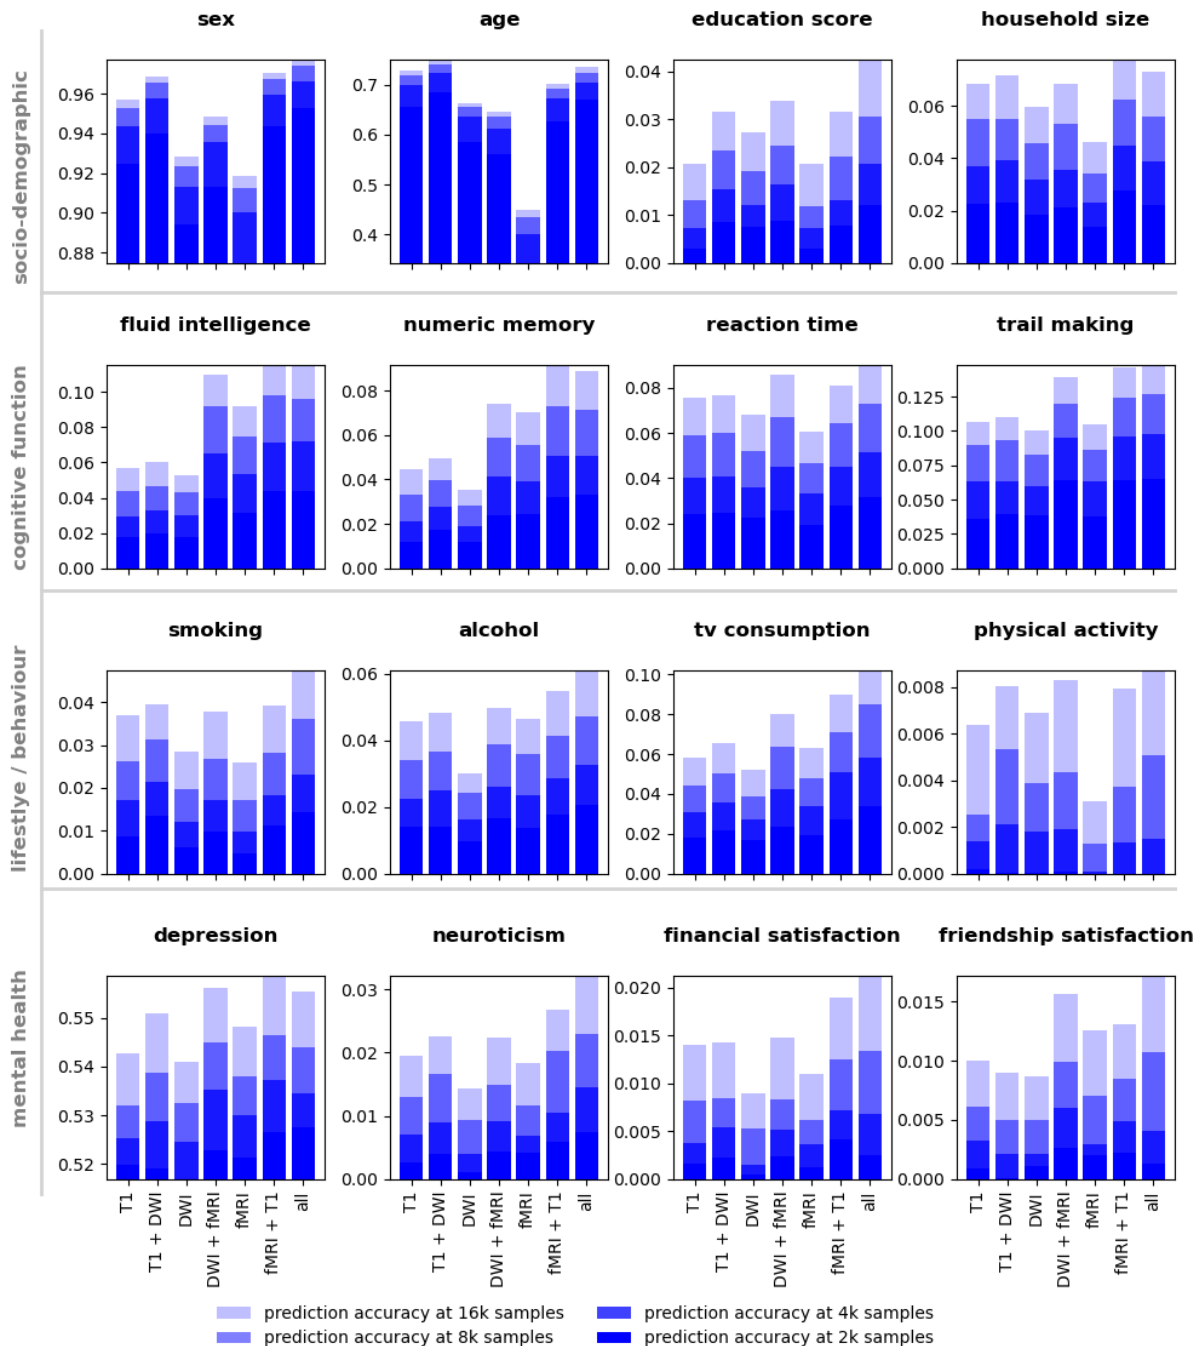 sex age education score household size
socio-demographic
0.96 0.7 0.04 0.06
0.94 0.6 0.03 0.04
0.92 0.5 0.02 0.02
0.90 0.4 0.01 0.00
0.88 0.00
fluid intelligence numeric memory reaction time trail making
cognitive function
0.10 0.08 0.08 0.125
0.08 0.06 0.06 0.100
0.06 0.04 0.04 0.075
0.04 0.02 0.02 0.050
0.02 0.00 0.00 0.025
0.00 0.000
smoking alcohol tv consumption physical activity
lifestlye / behaviour
0.04 0.06 0.10 0.008
0.03 0.04 0.08 0.006
0.02 0.02 0.06 0.004
0.01 0.00 0.04 0.002
0.00 0.02 0.000
0.00
depression neuroticism financial satisfaction friendship satisfaction
mental health
0.55 0.03 0.020 0.015
0.54 0.02 0.015 0.010
0.53 0.01 0.010 0.005
0.52 0.00 0.005 0.000
0.000
T1 T1 + DWI DWI DWI + fMRI fMRI fMRI + T1 all
T1 T1 + DWI DWI DWI + fMRI fMRI fMRI + T1 all
T1 T1 + DWI DWI DWI + fMRI fMRI fMRI + T1 all
T1 T1 + DWI DWI DWI + fMRI fMRI fMRI + T1 all
prediction accuracy at 16k samples prediction accuracy at 4k samples
prediction accuracy at 8k samples prediction accuracy at 2k samples